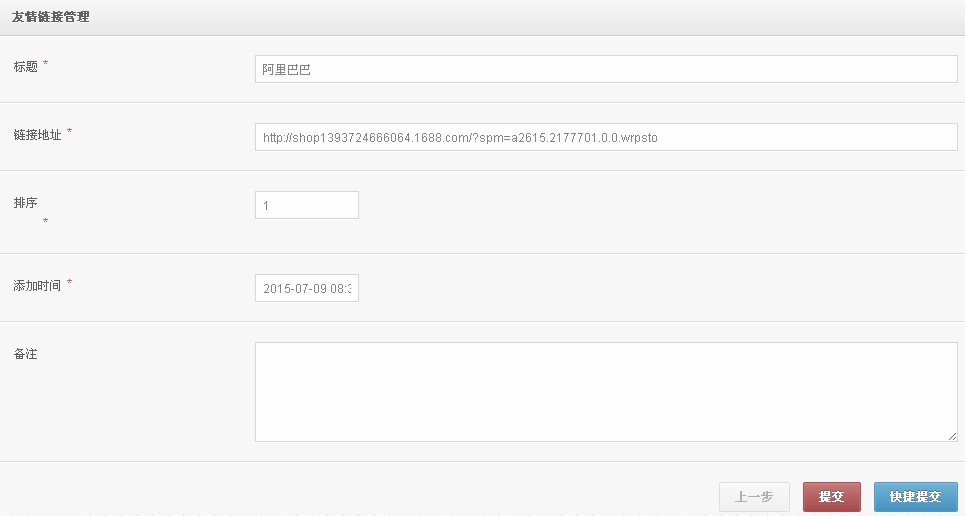 友情链接管理
标题 *
阿里巴巴
链接地址 *
http://shop1393724666064.1688.com/?spm=a2615.2177701.0.0.wrpsto
排序
*
1
添加时间 *
2015-07-09 08:3
备注
上一步
提交
快捷提交